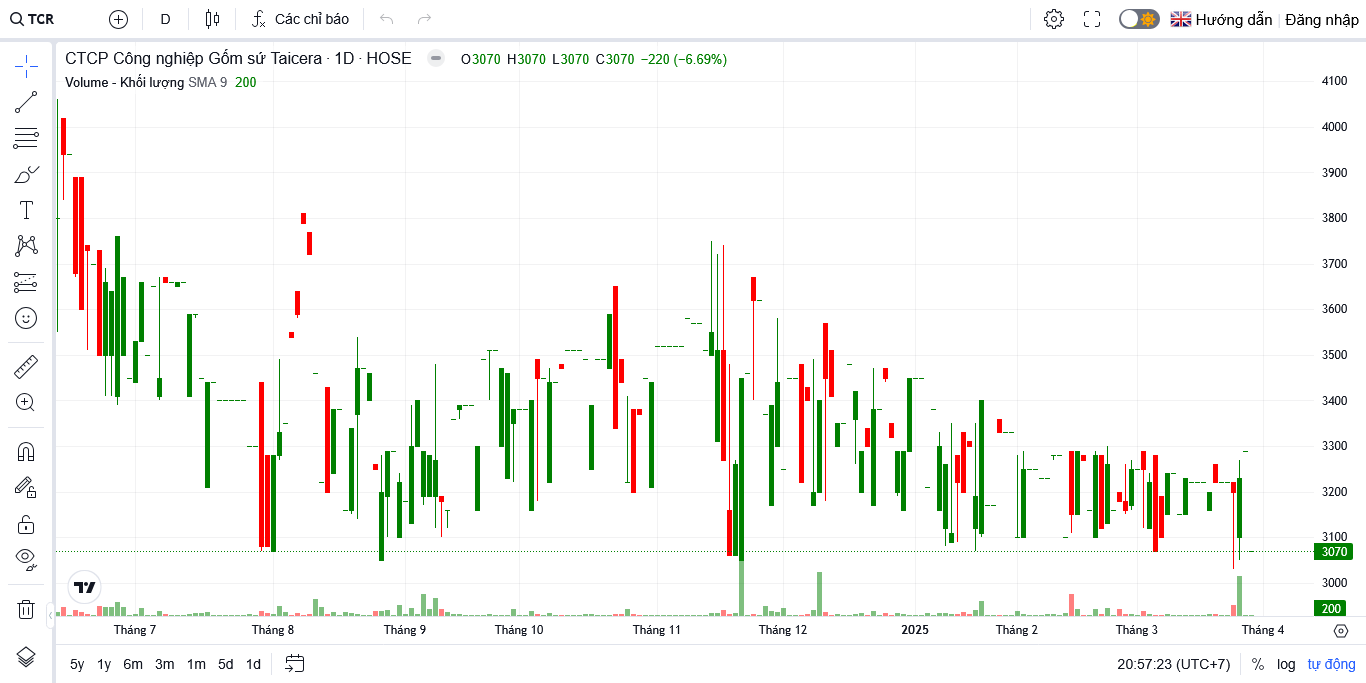 TCR D Các chỉ báo Hướng dẫn Đăng nhập
CTCP Công nghiệp Gốm sứ Taicera · 1D · HOSE O3070 H3070 L3070 C3070 −220 (−6.69%)
Volume - Khối lượng SMA 9 200
4100
4000
3900
3800
3700
3600
3500
3400
3300
3200
3100
3070
3000
200
Tháng 7 Tháng 8 Tháng 9 Tháng 10 Tháng 11 Tháng 12 2025 Tháng 2 Tháng 3 Tháng 4
5y 1y 6m 3m 1m 5d 1d 20:57:23 (UTC+7) % log tự động